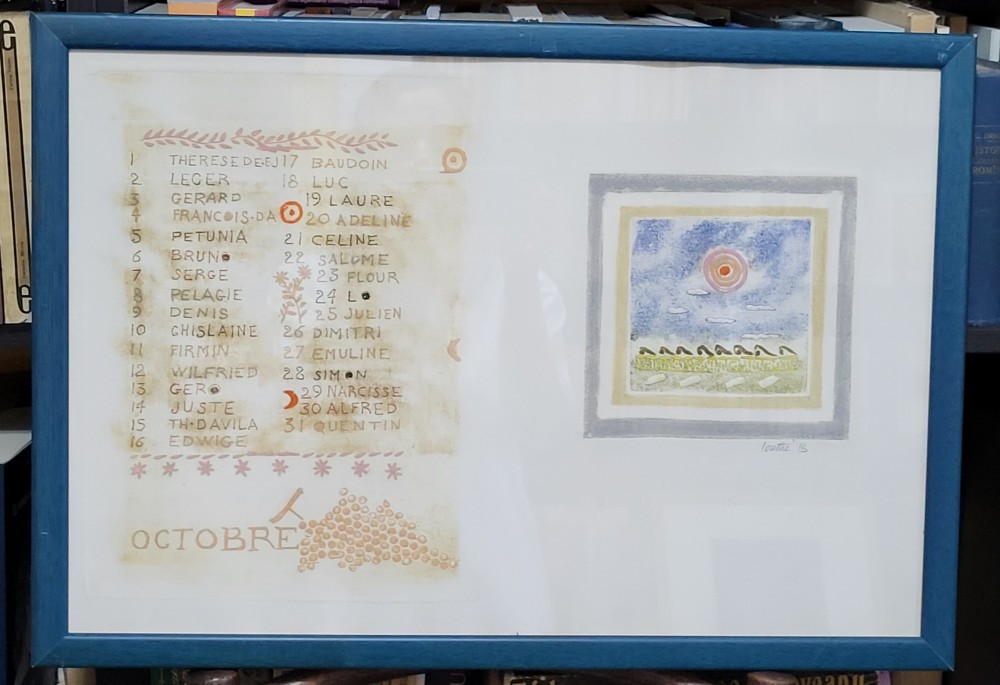 1 THERESE DE E.J
2 LEGER
3 GERARD
4 FRANCOIS·DA
5 PETUNIA
6 BRUNO
7 SERGE
8 PELAGIE
9 DENIS
10 GHISLAINE
11 FIRMIN
12 WILFRIED
13 GERO
14 JUSTE
15 TH·DAVILA
16 EDWIGE
17 BAUDOIN
18 LUC
19 LAURE
20 ADELINE
21 CELINE
22 SALOME
23 FLOUR
24 LO
25 JULIEN
26 DIMITRI
27 EMULINE
28 SIMON
29 NARCISSE
30 ALFRED
31 QUENTIN
OCTOBRE